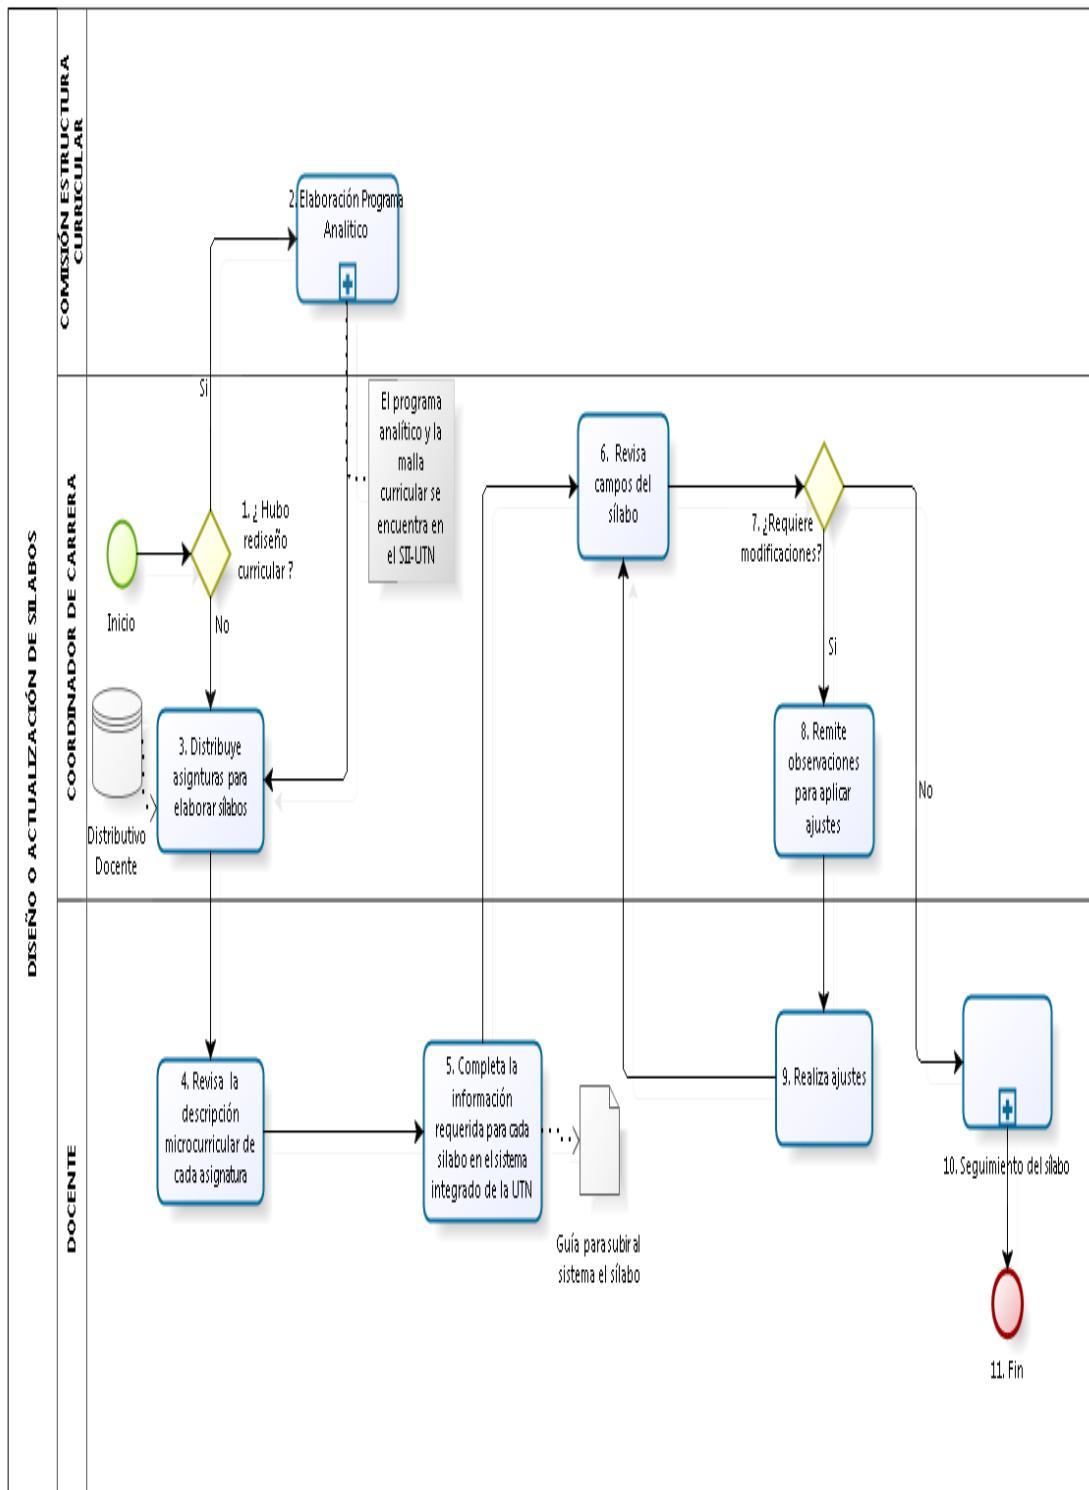 DISEÑO O ACTUALIZACIÓN DE SILABOS
COMISIÓN ESTRUCTURA
CURRICULAR
2. Elaboración Programa
Analitico
Si
COORDINADOR DE CARRERA
El programa
analítico y la
malla
curricular se
encuentra en
el SII-UTN
Inicio
1. ¿ Hubo
rediseño
curricular ?
No
Distributivo
Docente
3. Distribuye
asignturas para
elaborar sílabos
6. Revisa
campos del
sílabo
7. ¿Requiere
modificaciones?
Si
8. Remite
observaciones
para aplicar
ajustes
No
DOCENTE
4. Revisa la
descripción
microcurricular de
cada asignatura
5. Completa la
información
requerida para cada
silabo en el sistema
integrado de la UTN
Guía para subir al
sistema el sílabo
9. Realiza ajustes
10. Seguimiento del sílabo
11. Fin